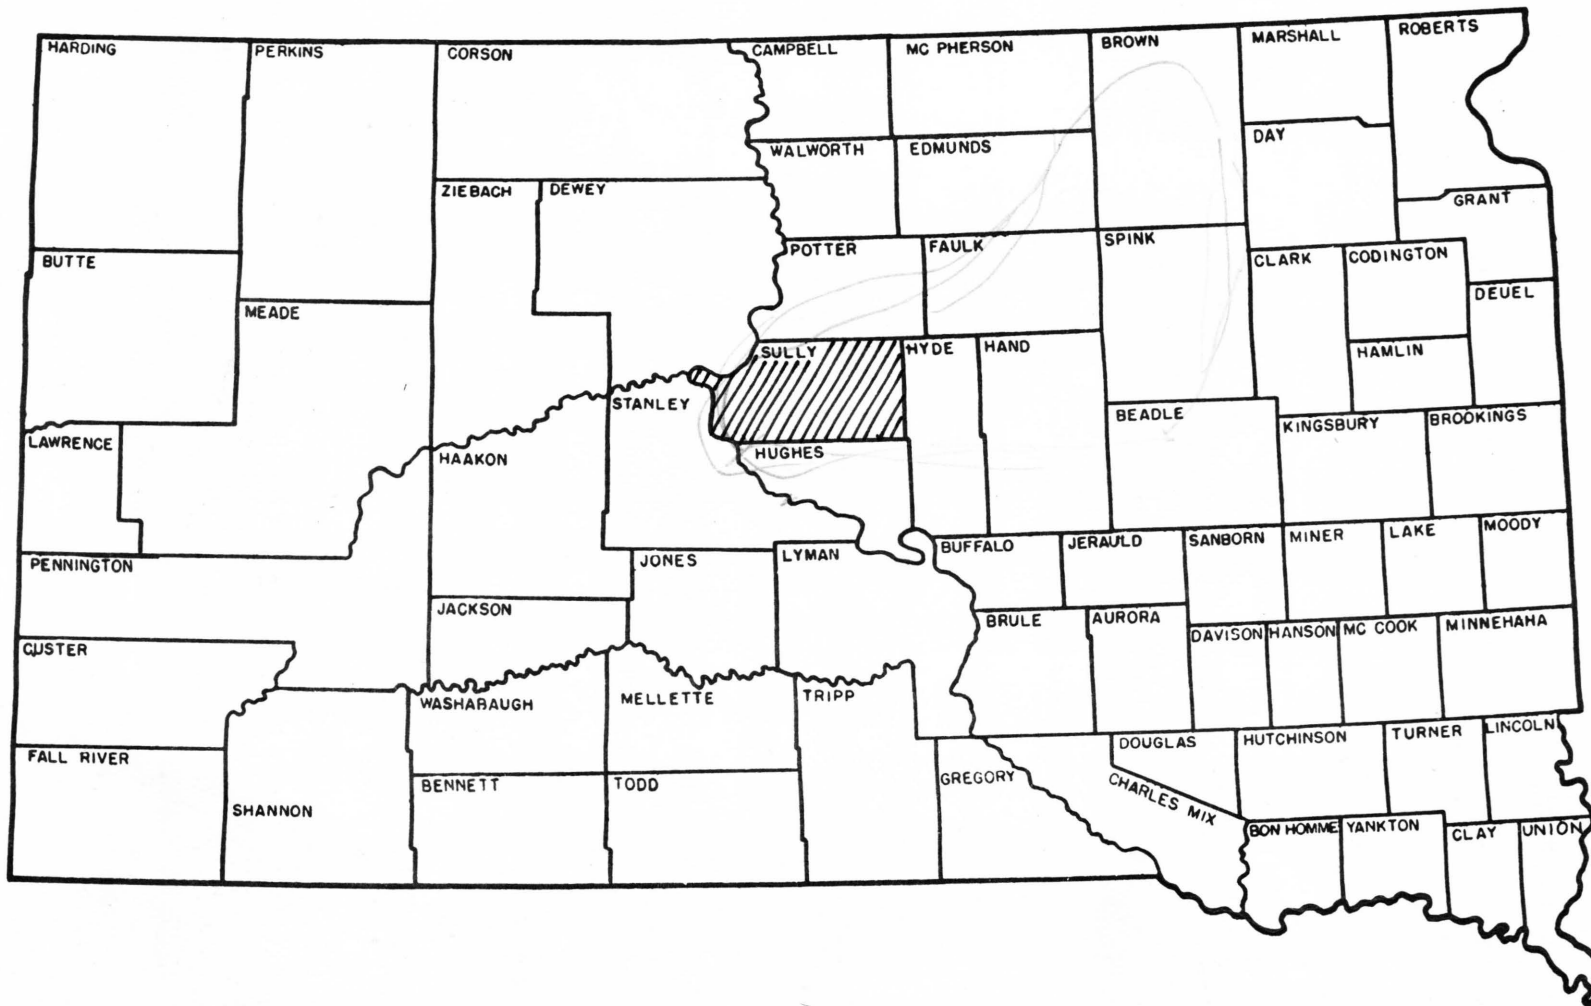 HARDING
PERKINS
CORSON
CAMPBELL
MC PHERSON
BROWN
MARSHALL
ROBERTS
WALWORTH
EDMUNDS
DAY
ZIEBACH
DEWEY
GRANT
BUTTE
POTTER
FAULK
SPINK
CLARK
CODINGTON
MEADE
DEUEL
SULLY
HYDE
HAND
HAMLIN
STANLEY
BEADLE
KINGSBURY
BROOKINGS
LAWRENCE
HAAKON
HUGHES
PENNINGTON
JONES
LYMAN
BUFFALO
JERAULD
SANBORN
MINER
LAKE
MOODY
JACKSON
BRULE
AURORA
DAVISON
HANSON
MC COOK
MINNEHAHA
CUSTER
WASHABAUGH
MELLETTE
TRIPP
FALL RIVER
DOUGLAS
HUTCHINSON
TURNER
LINCOLN
SHANNON
BENNETT
TODD
GREGORY
CHARLES MIX
BON HOMME
YANKTON
CLAY
UNION